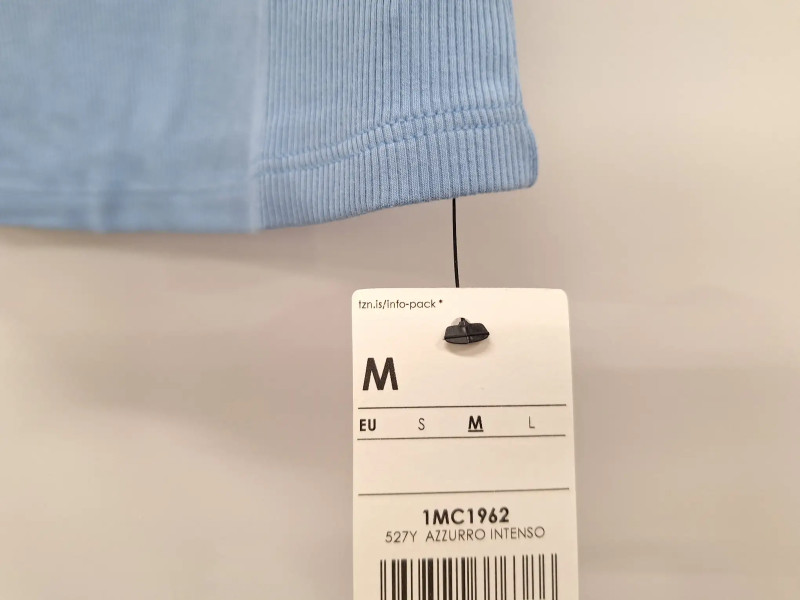 tzn.is/info-pack *
M
EU S M L
1MC1962
527Y AZZURRO INTENSO